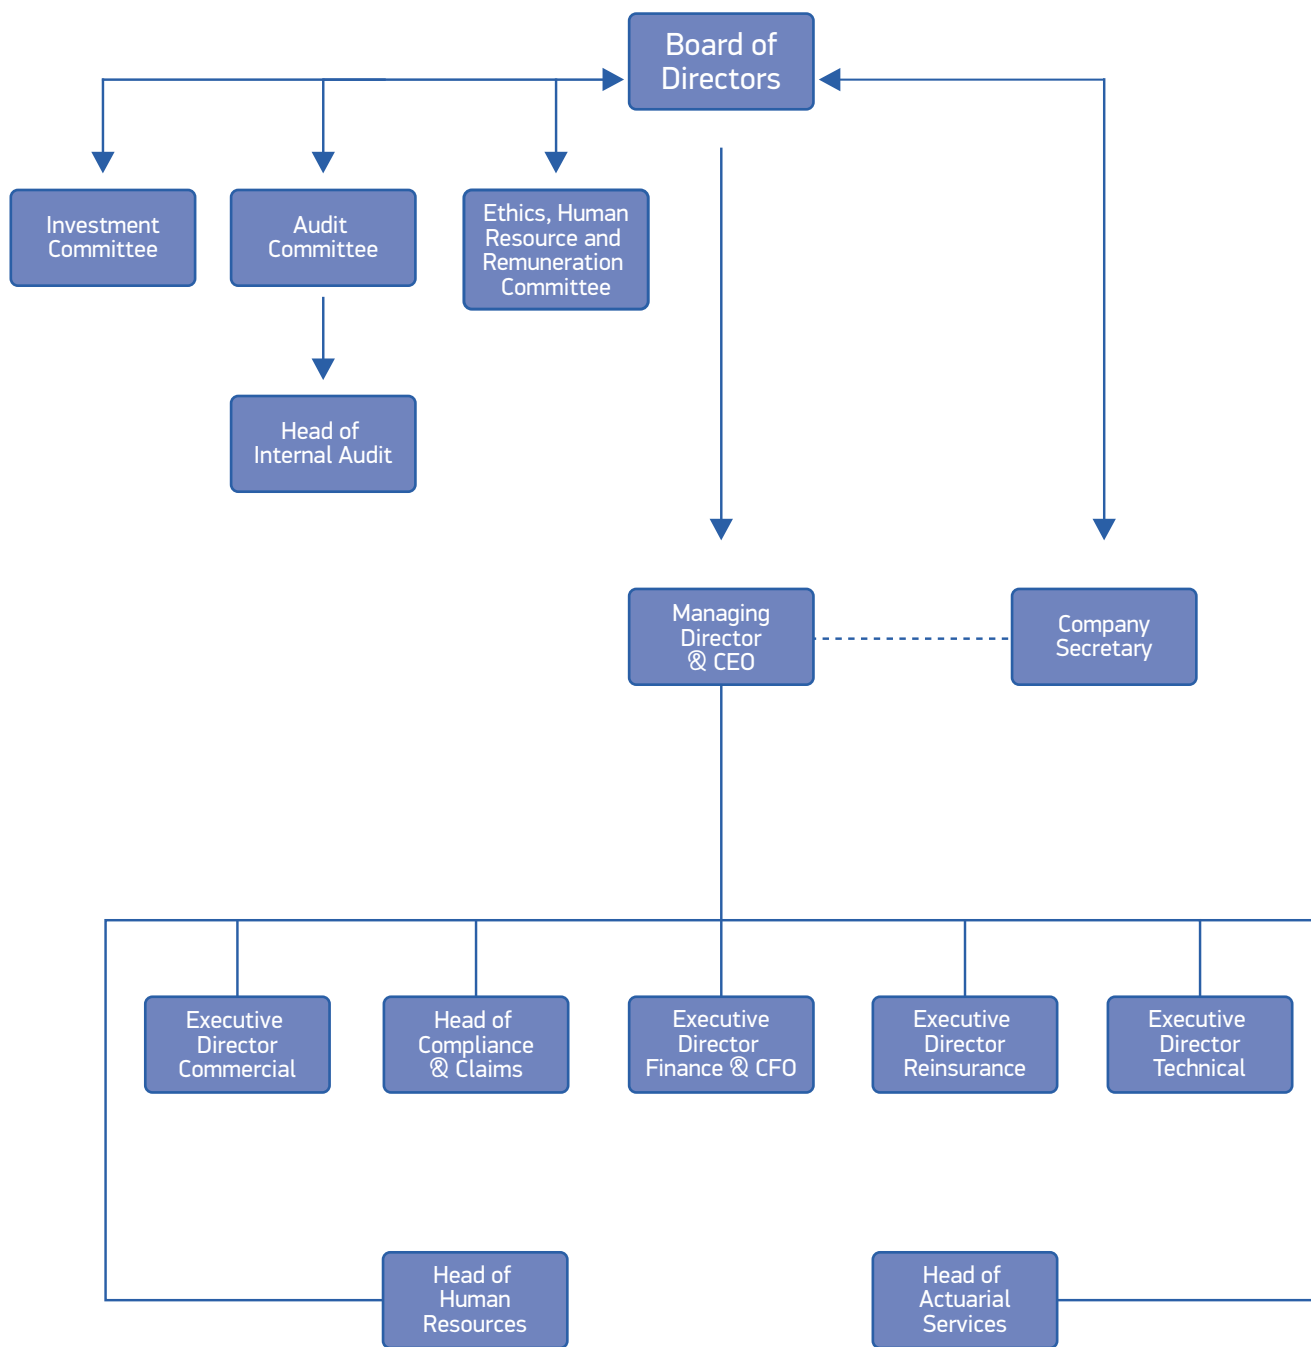 Board of
Directors
Investment
Committee
Audit
Committee
Ethics, Human
Resource and
Remuneration
Committee
Head of
Internal Audit
Managing
Director
& CEO
Company
Secretary
Executive
Director
Commercial
Head of
Compliance
& Claims
Executive
Director
Finance & CFO
Executive
Director
Reinsurance
Executive
Director
Technical
Head of
Human
Resources
Head of
Actuarial
Services